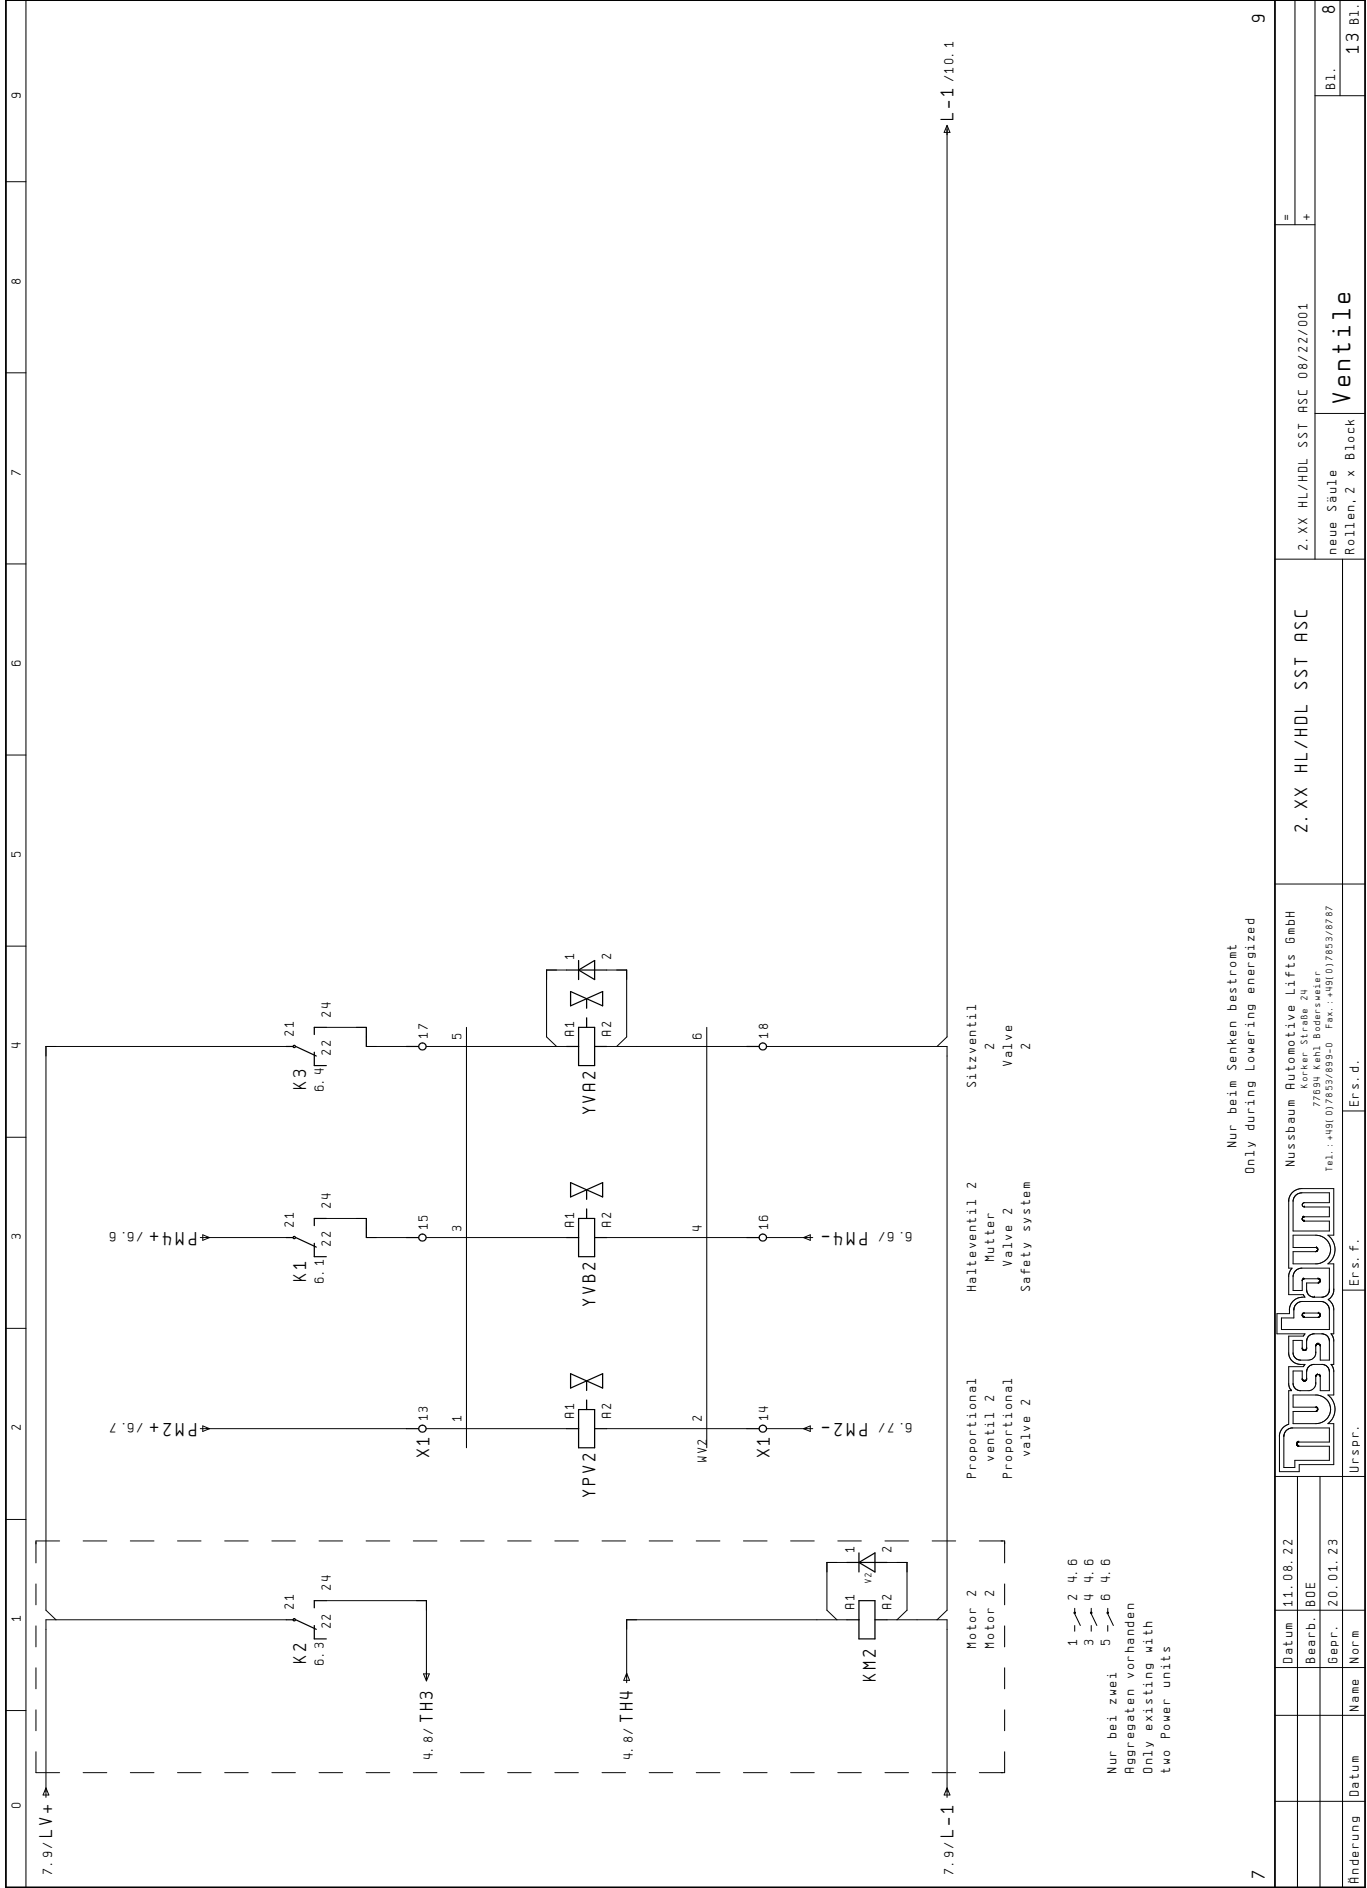 0 1 2 3 4 5 6 7 8 9
7.9/LV+
PM2+/6.7
PM4+/6.6
K2
6.3
21
22
24
K1
6.1
21
22
24
K3
6.4
21
22
24
4.8/TH3
X1
13
15
17
1
3
5
YPV2
A1
A2
YVB2
A1
A2
YVA2
A1
A2
1
2
4.8/TH4
WV2
2
4
6
X1
14
16
18
KM2
A1
A2
V2
1
2
6.7/ PM2-
6.6/ PM4-
7.9/L-1
L-1/10.1
Motor 2
Motor 2
Proportional
ventil 2
Proportional
valve 2
Halteventil 2
Mutter
Valve 2
Safety system
Sitzventil
2
Valve
2
1 2 4.6
3 4 4.6
5 6 4.6
Nur bei zwei
Aggregaten vorhanden
Only existing with
two Power units
Nur beim Senken bestromt
Only during Lowering energized
7
9
Änderung
Datum
Name
Datum 11.08.22
Bearb. BDE
Gepr. 20.01.23
Norm
Nussbaum
Nussbaum Automotive Lifts GmbH
Korker Straße 24
77694 Kehl Bodersweier
Tel.:+49(0)7853/899-0 Fax.:+49(0)7853/8787
Urspr.
Ers.f.
Ers.d.
2.XX HL/HDL SST ASC
2.XX HL/HDL SST ASC 08/22/001
neue Säule
Rollen,2 x Block
Ventile
=
+
Bl. 8
13 Bl.